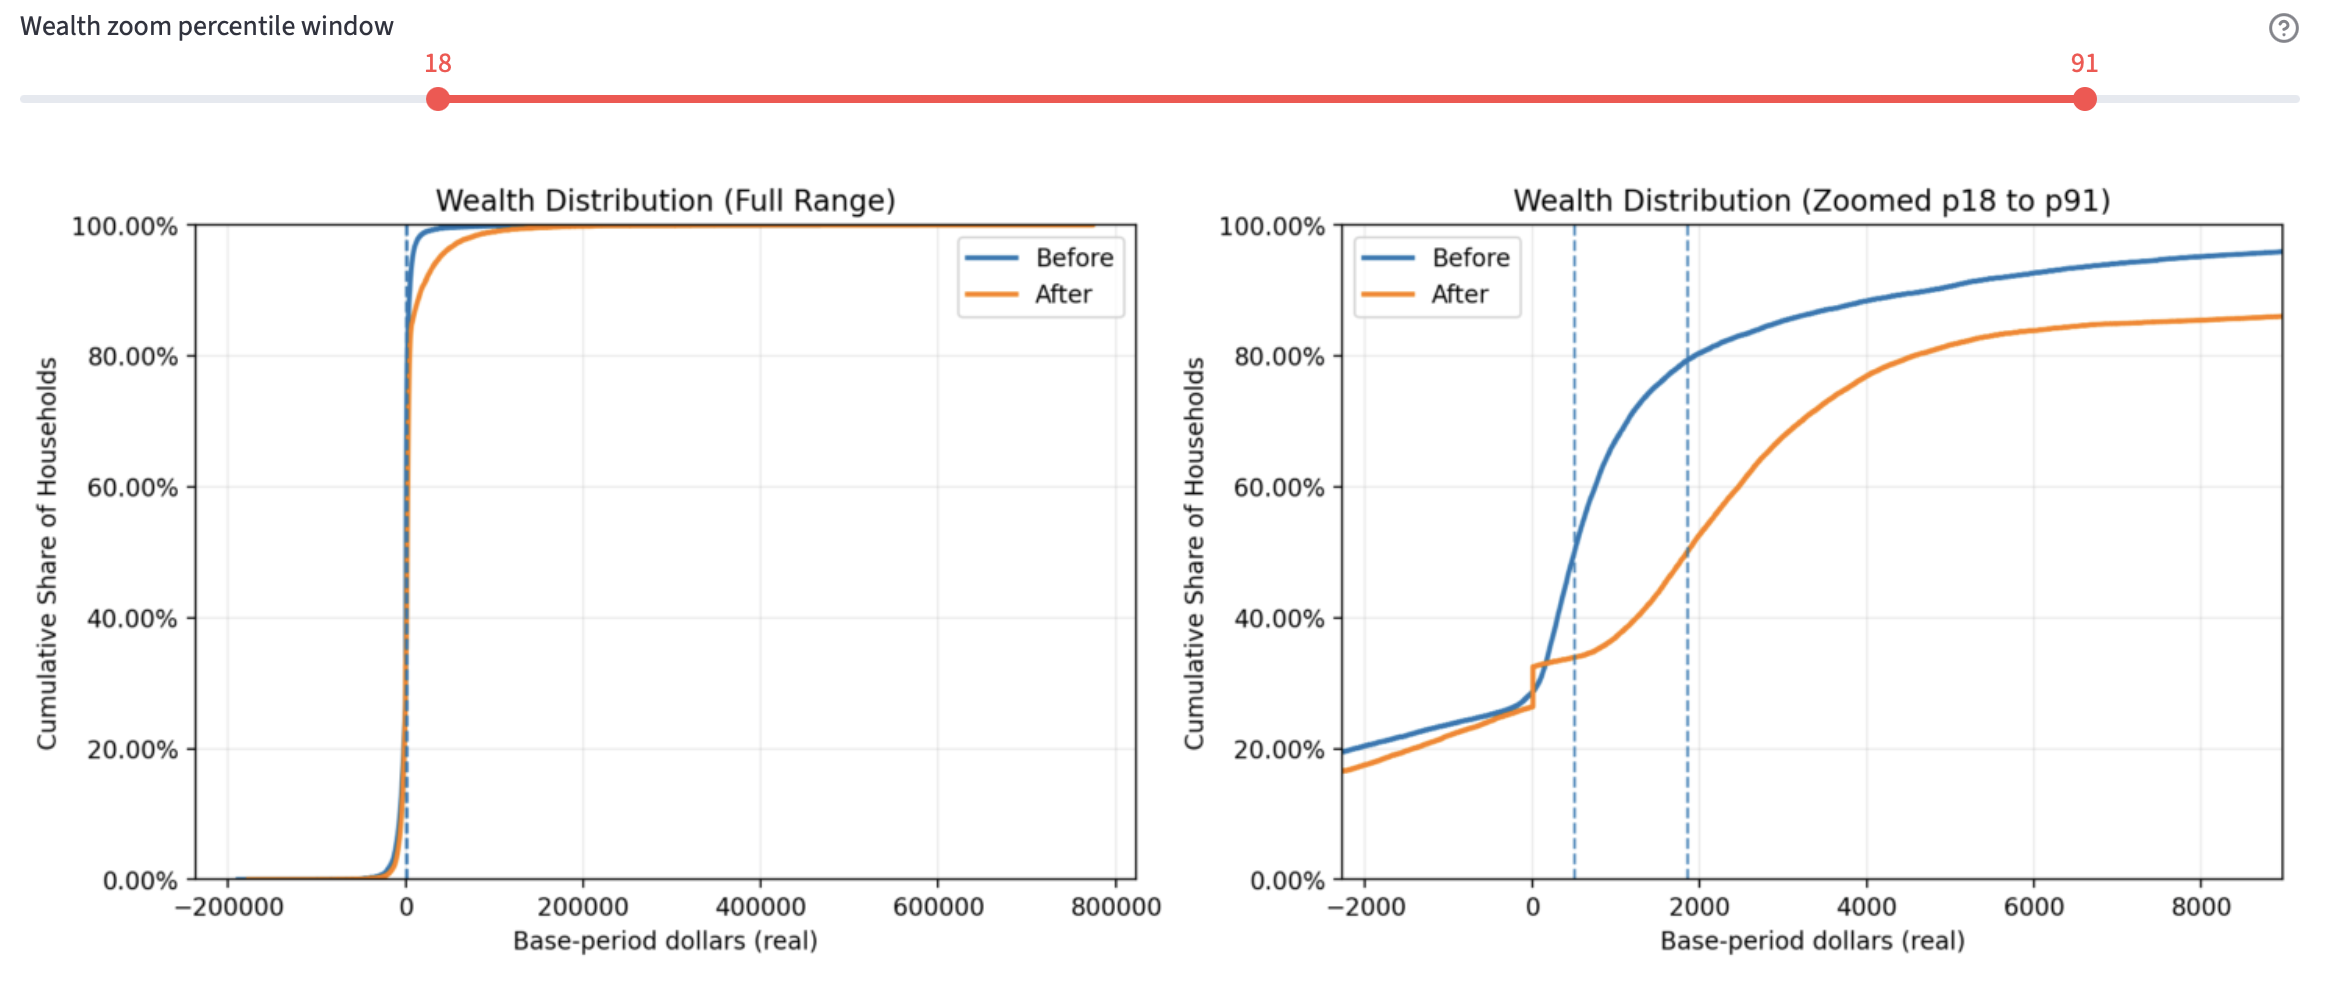 Wealth zoom percentile window
18
91
Wealth Distribution (Full Range)
100.00%
80.00%
60.00%
40.00%
20.00%
0.00%
Cumulative Share of Households
Before
After
−200000 0 200000 400000 600000 800000
Base-period dollars (real)
Wealth Distribution (Zoomed p18 to p91)
100.00%
80.00%
60.00%
40.00%
20.00%
0.00%
Cumulative Share of Households
Before
After
−2000 0 2000 4000 6000 8000
Base-period dollars (real)